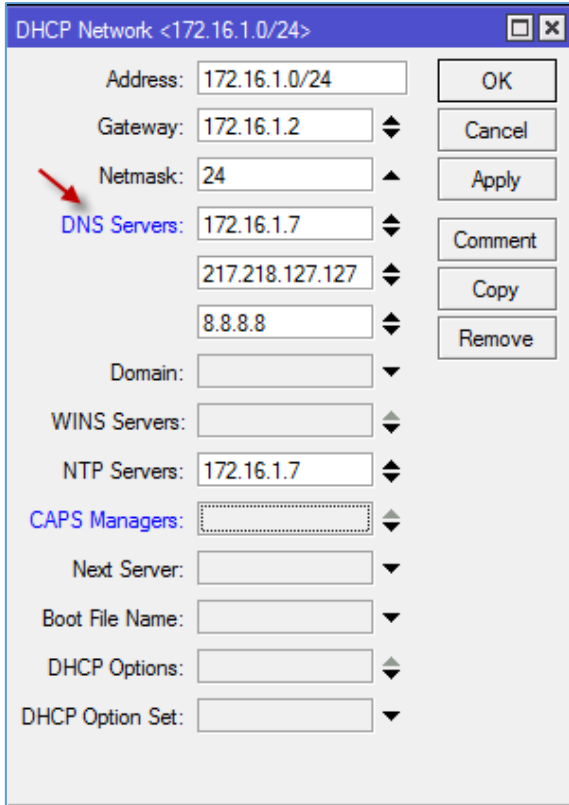 DHCP Network <172.16.1.0/24>
Address: 172.16.1.0/24 OK
Gateway: 172.16.1.2 Cancel
Netmask: 24 Apply
DNS Servers: 172.16.1.7 Comment
217.218.127.127 Copy
8.8.8.8 Remove
Domain:
WINS Servers:
NTP Servers: 172.16.1.7
CAPS Managers:
Next Server:
Boot File Name:
DHCP Options:
DHCP Option Set: